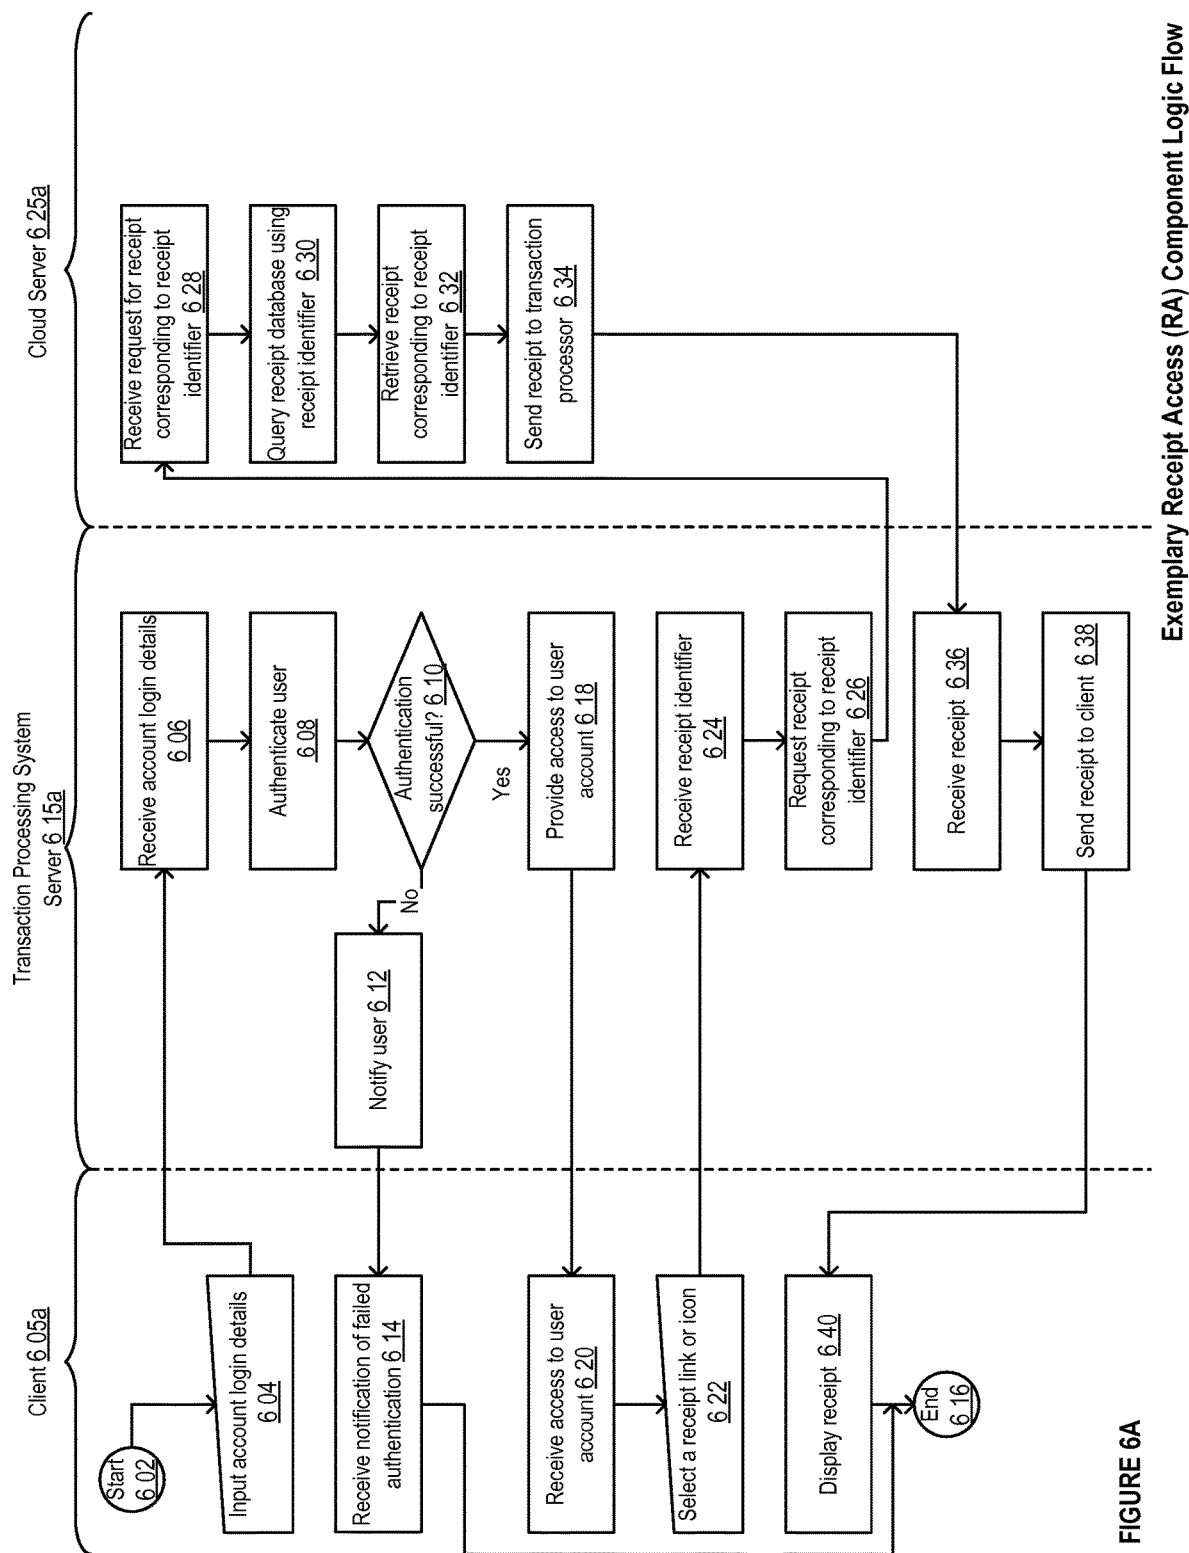 Client 6 05a
Transaction Processing System
Server 6 15a
Cloud Server 6 25a
Start
6 02
Input account login details
6 04
Receive account login details
6 06
Authenticate user
6 08
Authentication
successful? 6 10
No
Yes
Notify user 6 12
Receive notification of failed
authentication 6 14
Provide access to user
account 6 18
Receive access to user
account 6 20
Select a receipt link or icon
6 22
Receive receipt identifier
6 24
Request receipt
corresponding to receipt
identifier 6 26
Receive request for receipt
corresponding to receipt
identifier 6 28
Query receipt database using
receipt identifier 6 30
Retrieve receipt
corresponding to receipt
identifier 6 32
Send receipt to transaction
processor 6 34
Receive receipt 6 36
Send receipt to client 6 38
Display receipt 6 40
End
6 16
FIGURE 6A
Exemplary Receipt Access (RA) Component Logic Flow